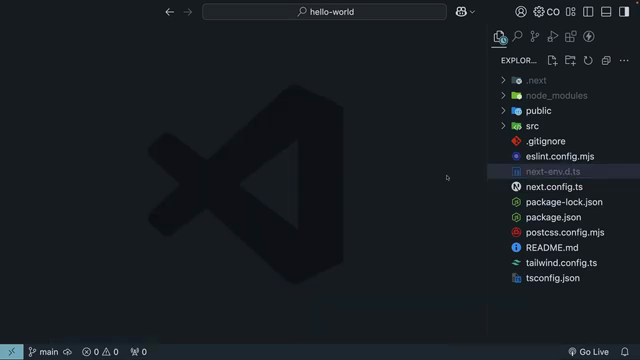 hello-world
CO
EXPLOR...
.next
node_modules
public
src
.gitignore
eslint.config.mjs
next-env.d.ts
next.config.ts
package-lock.json
package.json
postcss.config.mjs
README.md
tailwind.config.ts
tsconfig.json
main 0 0 0 Go Live